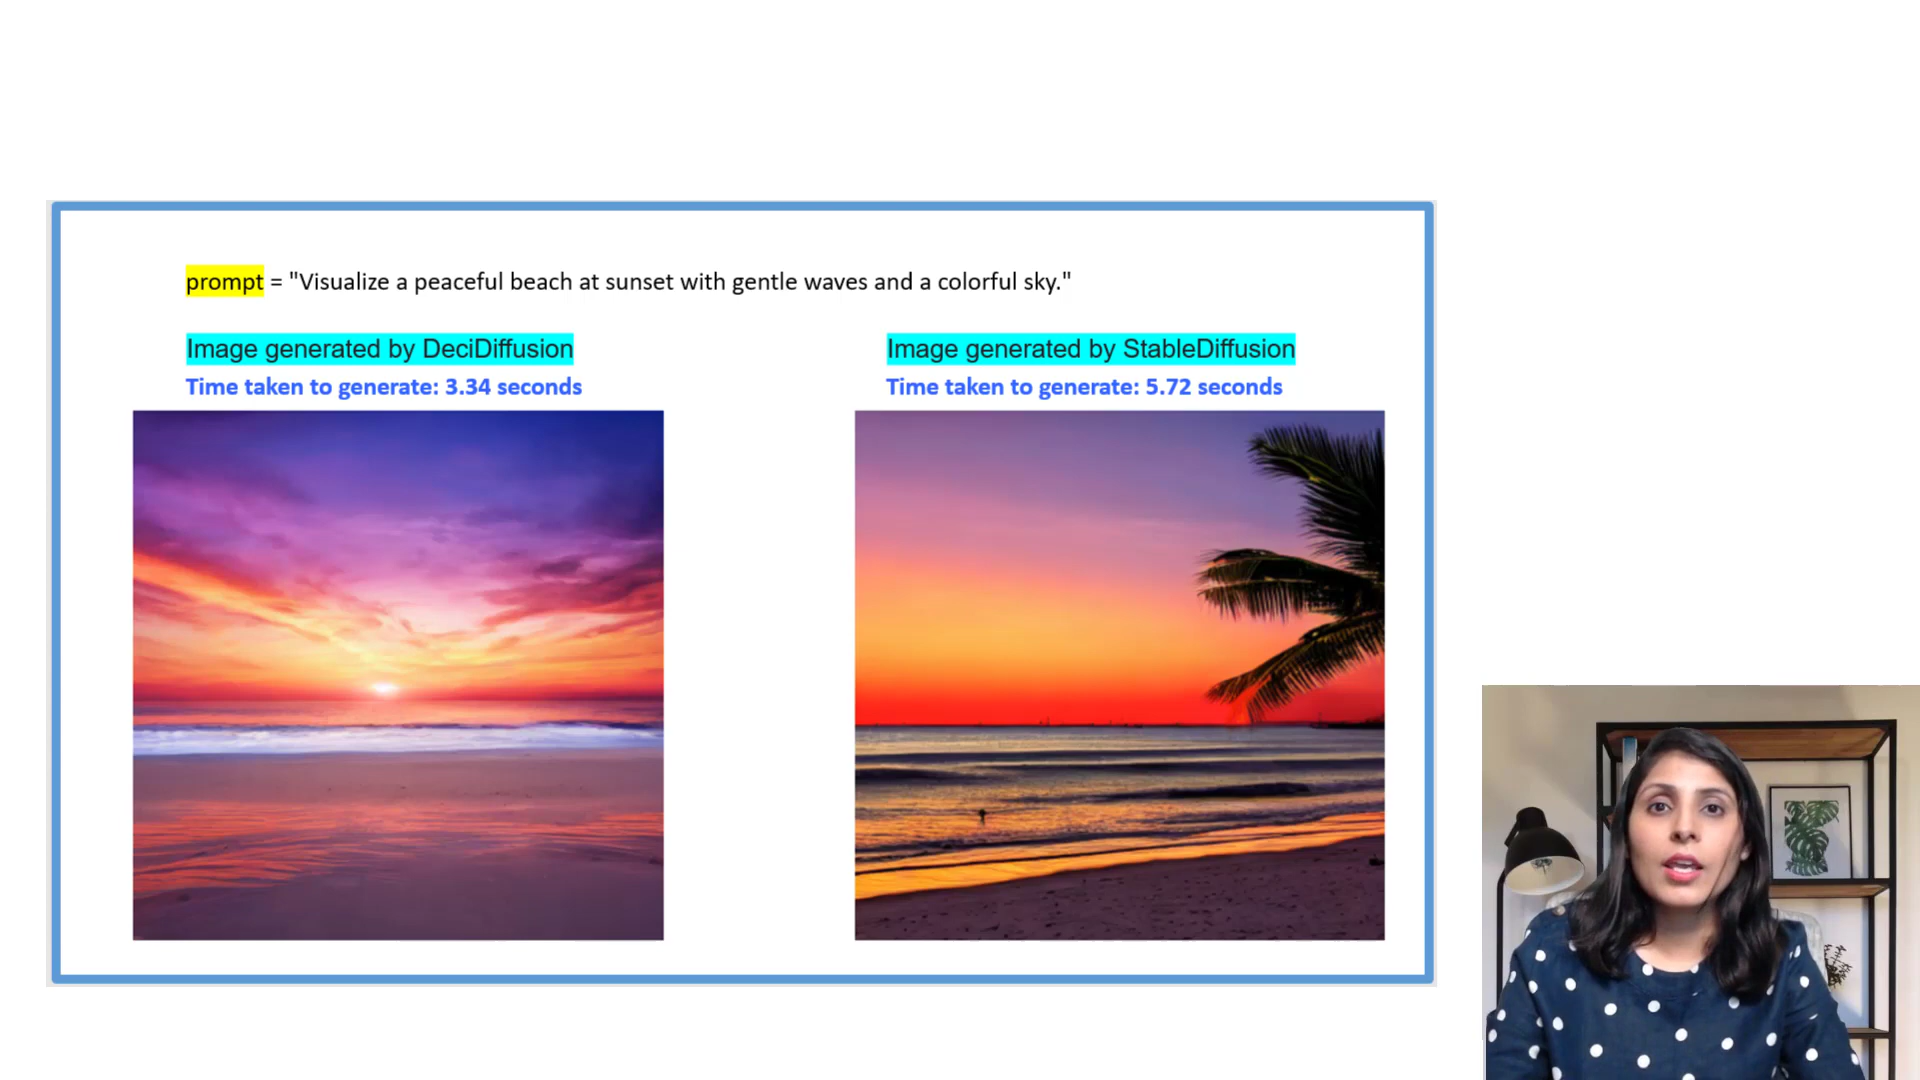 prompt = "Visualize a peaceful beach at sunset with gentle waves and a colorful sky."
Image generated by DeciDiffusion
Time taken to generate: 3.34 seconds
Image generated by StableDiffusion
Time taken to generate: 5.72 seconds